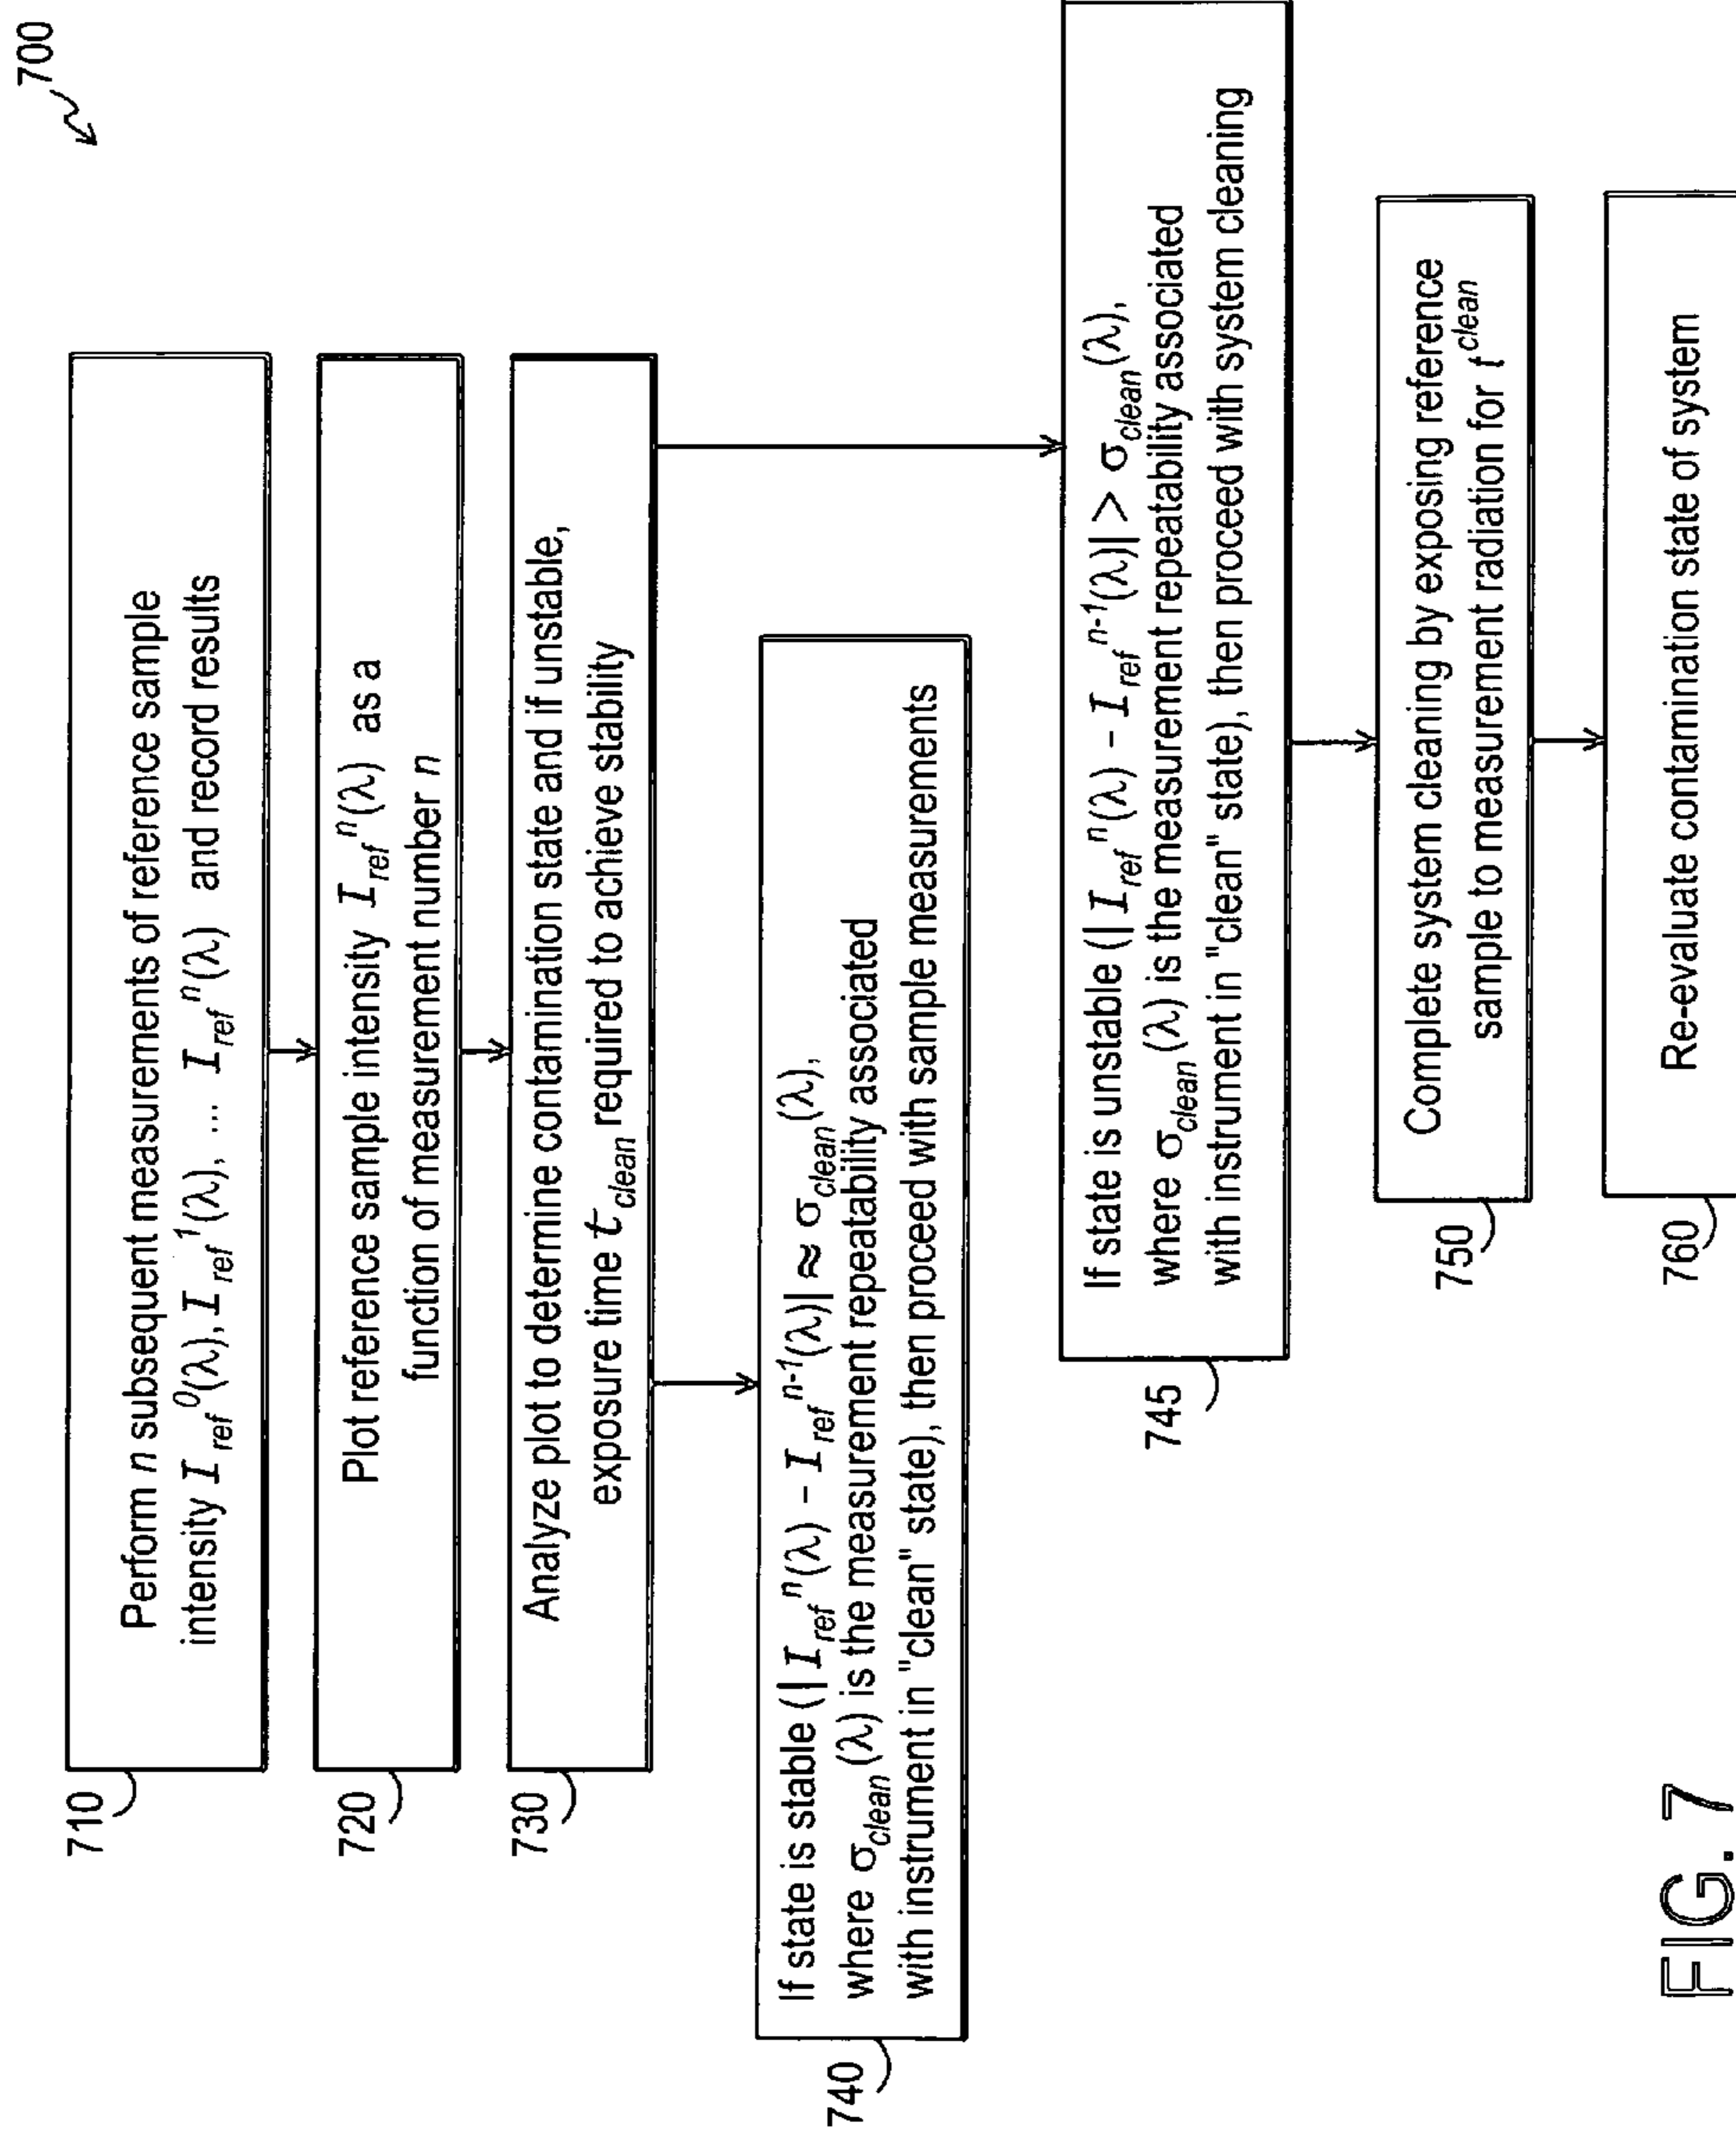 700
710
Perform n subsequent measurements of reference sample
intensity I_ref^0(λ), I_ref^1(λ), ... I_ref^n(λ) and record results
720
Plot reference sample intensity I_ref^n(λ) as a
function of measurement number n
730
Analyze plot to determine contamination state and if unstable,
exposure time t_clean required to achieve stability
740
If state is stable (|I_ref^n(λ) - I_ref^n-1(λ)| ≈ σ_clean(λ),
where σ_clean(λ) is the measurement repeatability associated
with instrument in "clean" state), then proceed with sample measurements
745
If state is unstable (|I_ref^n(λ) - I_ref^n-1(λ)| > σ_clean(λ),
where σ_clean(λ) is the measurement repeatability associated
with instrument in "clean" state), then proceed with system cleaning
750
Complete system cleaning by exposing reference
sample to measurement radiation for t^clean
760
Re-evaluate contamination state of system
FIG. 7